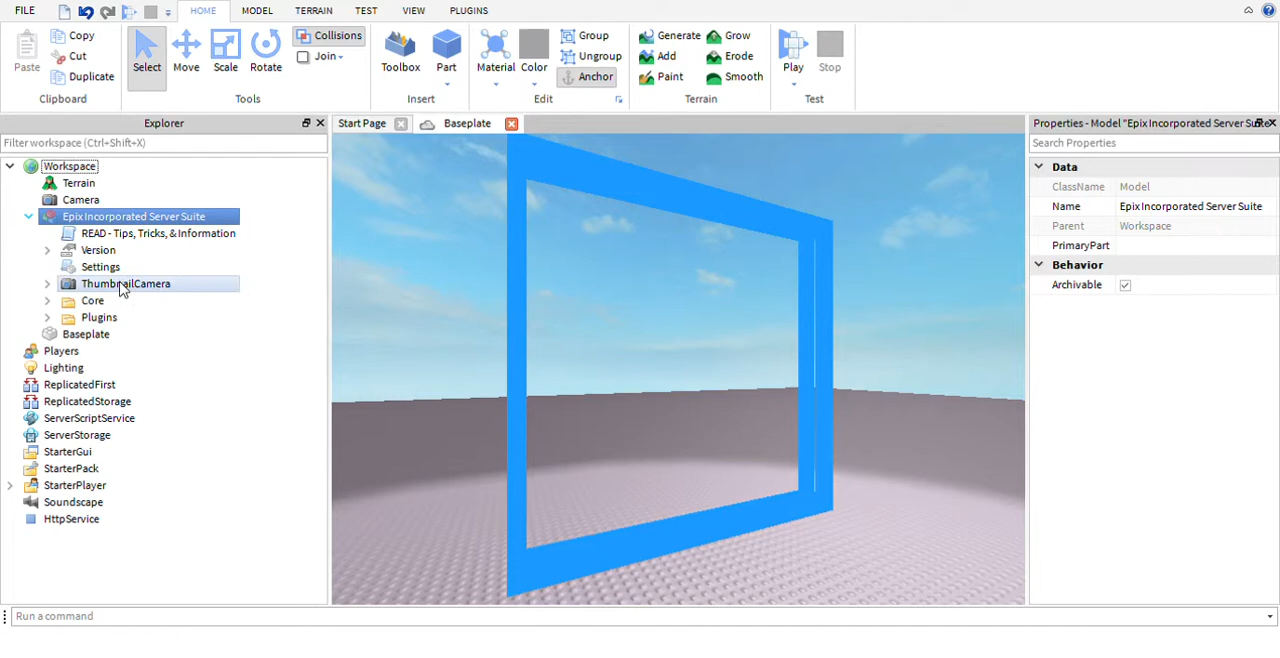 FILE HOME MODEL TERRAIN TEST VIEW PLUGINS
Paste Copy Cut Duplicate Clipboard
Select Move Scale Rotate Collisions Join Tools
Toolbox Part Insert
Material Color Group Ungroup Anchor Edit
Generate Grow Add Erode Paint Smooth Terrain
Play Stop Test
Explorer
Filter workspace (Ctrl+Shift+X)
Workspace
Terrain
Camera
Epix Incorporated Server Suite
READ - Tips, Tricks, & Information
Version
Settings
ThumbnailCamera
Core
Plugins
Baseplate
Players
Lighting
ReplicatedFirst
ReplicatedStorage
ServerScriptService
ServerStorage
StarterGui
StarterPack
StarterPlayer
Soundscape
HttpService
Start Page Baseplate
Properties - Model "Epix Incorporated Server Suite"
Search Properties
Data
ClassName Model
Name Epix Incorporated Server Suite
Parent Workspace
PrimaryPart
Behavior
Archivable
Run a command